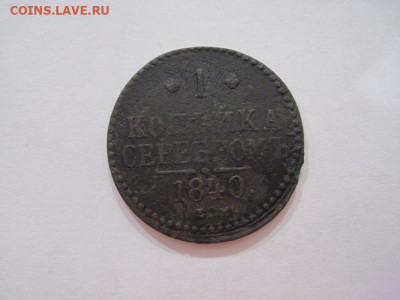 COINS.LAVE.RU
1
КОПѢЙКА
СЕРЕБРОМЪ
1840.